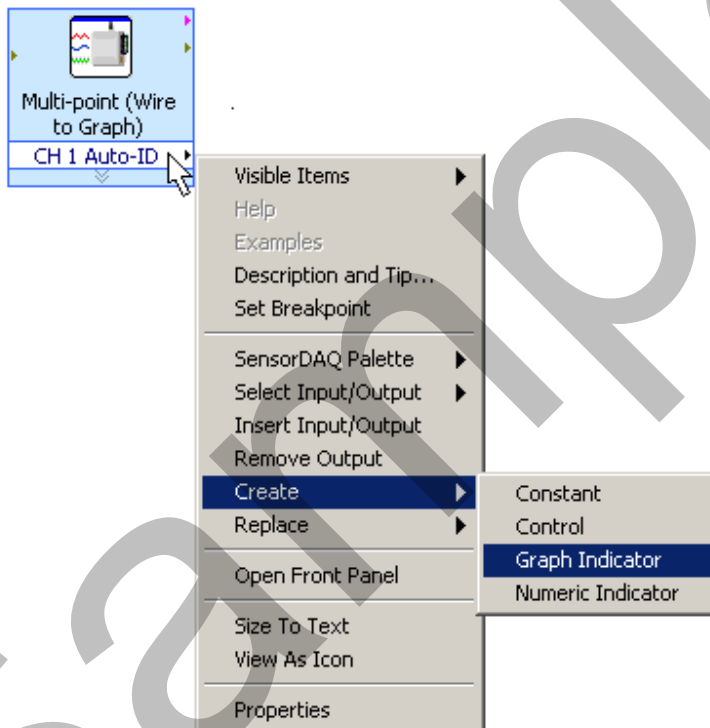 Multi-point (Wire
to Graph)
CH 1 Auto-ID
Visible Items
Help
Examples
Description and Tip...
Set Breakpoint
SensorDAQ Palette
Select Input/Output
Insert Input/Output
Remove Output
Create
Replace
Open Front Panel
Size To Text
View As Icon
Properties
Constant
Control
Graph Indicator
Numeric Indicator